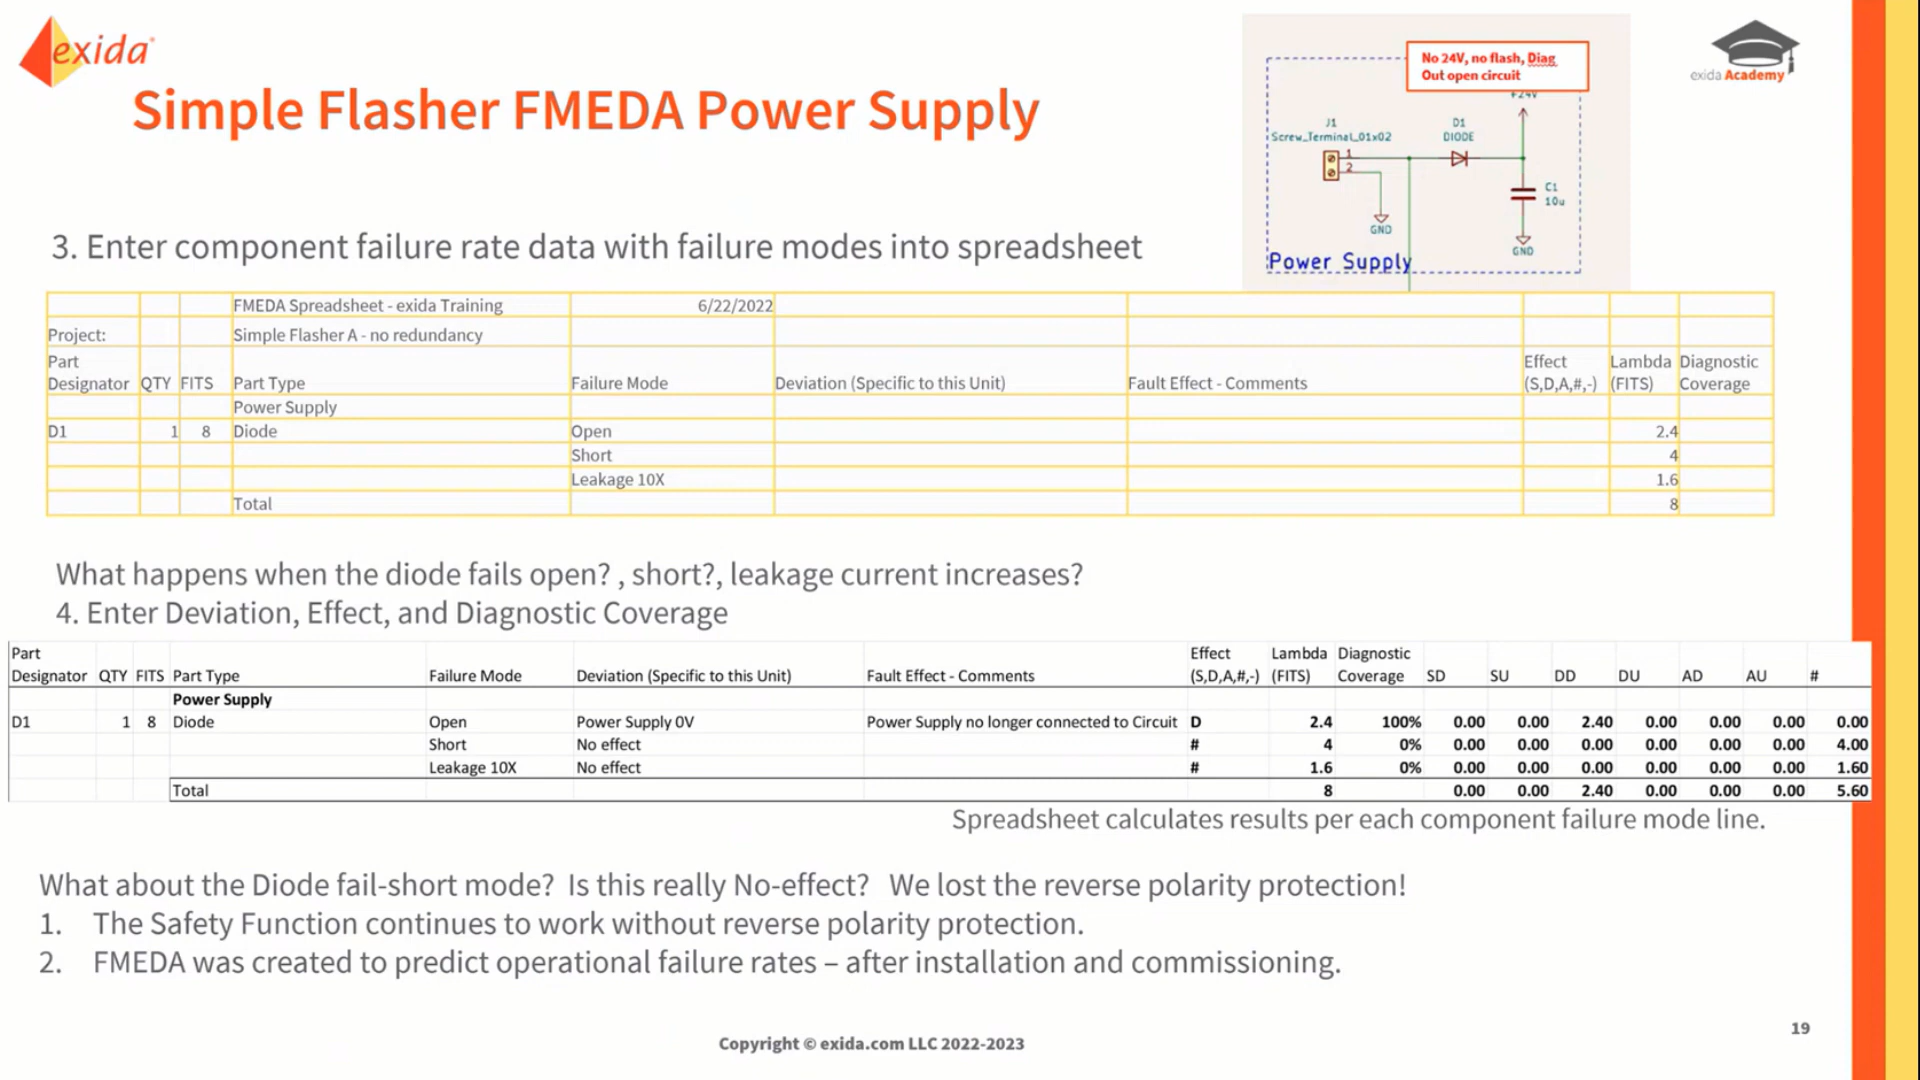 exida
exida Academy
Simple Flasher FMEDA Power Supply
No 24V, no flash, Diag
Out open circuit
+24V
J1
Screw_Terminal_01x02
D1
DIODE
1
2
C1
10u
GND
GND
Power Supply
3. Enter component failure rate data with failure modes into spreadsheet
FMEDA Spreadsheet - exida Training 6/22/2022
Project: Simple Flasher A - no redundancy
Part Effect Lambda Diagnostic
Designator QTY FITS Part Type Failure Mode Deviation (Specific to this Unit) Fault Effect - Comments (S,D,A,#,-) (FITS) Coverage
Power Supply
D1 1 8 Diode Open 2.4
Short 4
Leakage 10X 1.6
Total 8
What happens when the diode fails open? , short?, leakage current increases?
4. Enter Deviation, Effect, and Diagnostic Coverage
Part Effect Lambda Diagnostic
Designator QTY FITS Part Type Failure Mode Deviation (Specific to this Unit) Fault Effect - Comments (S,D,A,#,-) (FITS) Coverage SD SU DD DU AD AU #
Power Supply
D1 1 8 Diode Open Power Supply 0V Power Supply no longer connected to Circuit D 2.4 100% 0.00 0.00 2.40 0.00 0.00 0.00 0.00
Short No effect # 4 0% 0.00 0.00 0.00 0.00 0.00 0.00 4.00
Leakage 10X No effect # 1.6 0% 0.00 0.00 0.00 0.00 0.00 0.00 1.60
Total 8 0.00 0.00 2.40 0.00 0.00 0.00 5.60
Spreadsheet calculates results per each component failure mode line.
What about the Diode fail-short mode? Is this really No-effect? We lost the reverse polarity protection!
1. The Safety Function continues to work without reverse polarity protection.
2. FMEDA was created to predict operational failure rates – after installation and commissioning.
19
Copyright © exida.com LLC 2022-2023